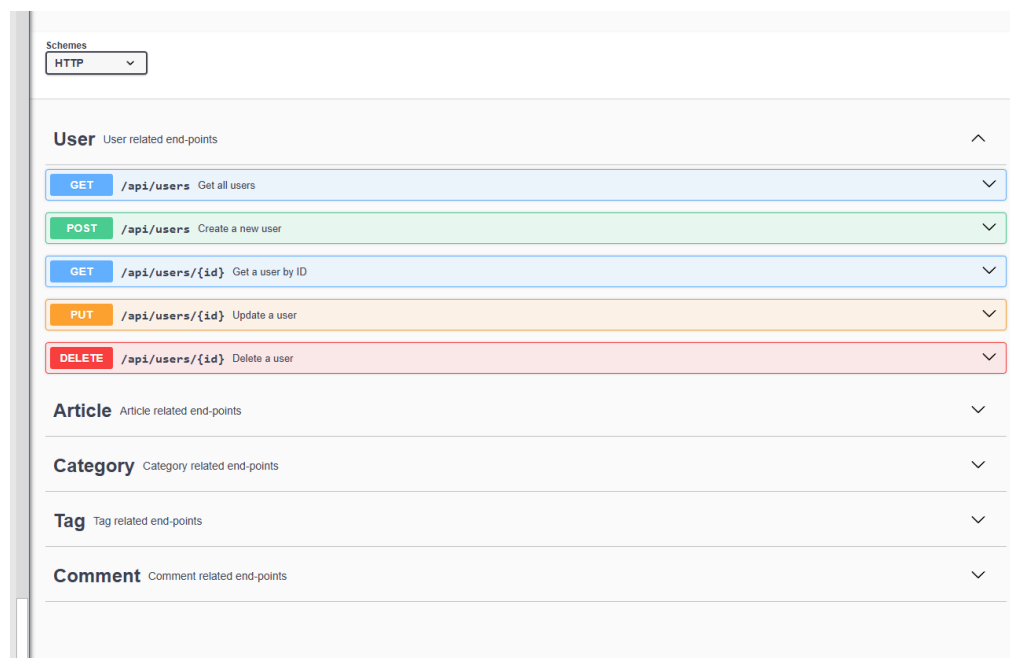 Schemes
HTTP
User User related end-points
GET /api/users Get all users
POST /api/users Create a new user
GET /api/users/{id} Get a user by ID
PUT /api/users/{id} Update a user
DELETE /api/users/{id} Delete a user
Article Article related end-points
Category Category related end-points
Tag Tag related end-points
Comment Comment related end-points